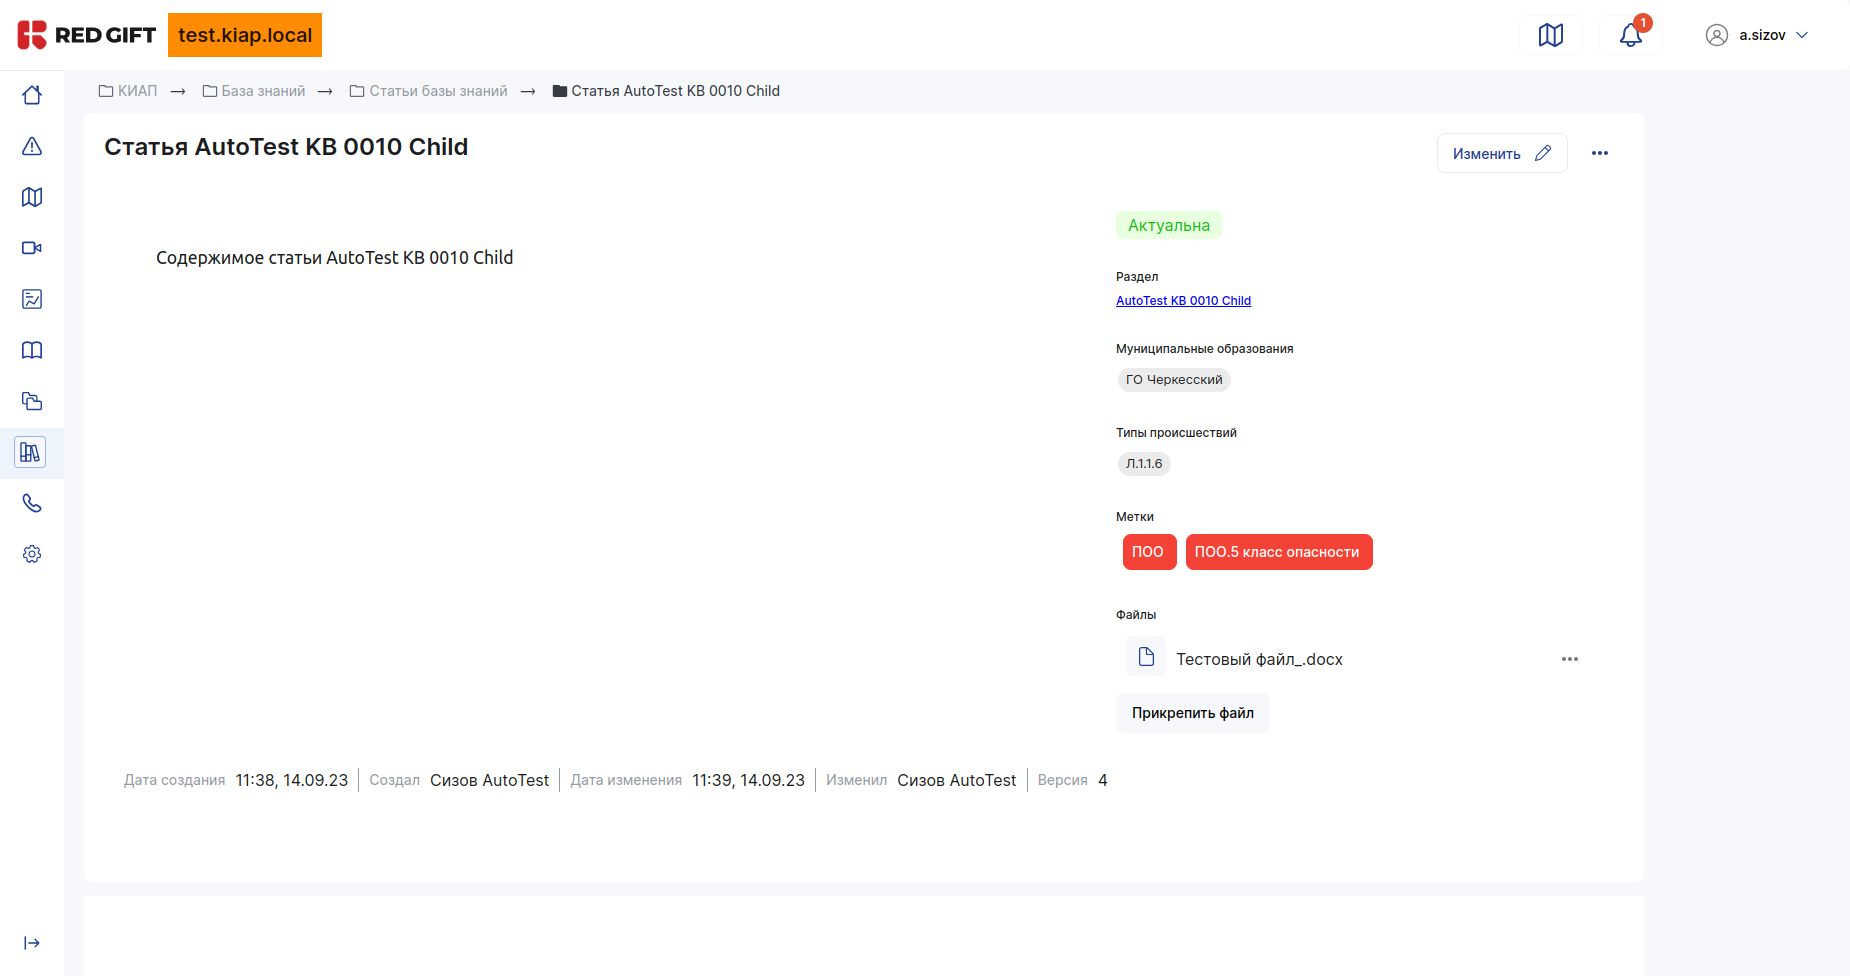 RED GIFT
test.kiap.local
1
a.sizov
КИАП → База знаний → Статьи базы знаний → Статья AutoTest KB 0010 Child
Статья AutoTest KB 0010 Child
Изменить
Содержимое статьи AutoTest KB 0010 Child
Актуальна
Раздел
AutoTest KB 0010 Child
Муниципальные образования
ГО Черкесский
Типы происшествий
Л.1.1.6
Метки
ПОО
ПОО.5 класс опасности
Файлы
Тестовый файл_.docx
Прикрепить файл
Дата создания 11:38, 14.09.23 Создал Сизов AutoTest Дата изменения 11:39, 14.09.23 Изменил Сизов AutoTest Версия 4